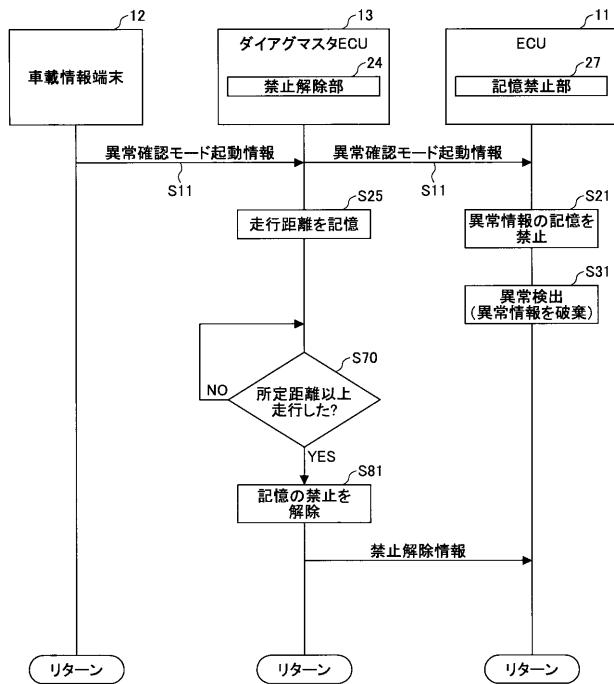 12
車載情報端末
13
ダイアグマスタECU
24
禁止解除部
11
ECU
27
記憶禁止部
異常確認モード起動情報
S11
異常確認モード起動情報
S11
S25
走行距離を記憶
S21
異常情報の記憶を
禁止
S31
異常検出
(異常情報を破棄)
S70
所定距離以上
走行した?
NO
YES
S81
記憶の禁止を
解除
禁止解除情報
リターン
リターン
リターン